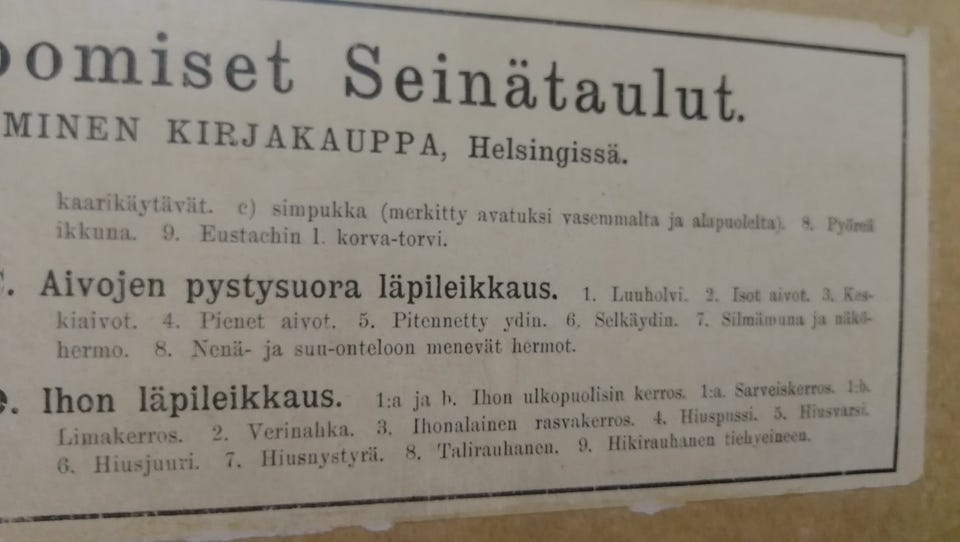 omiset Seinätaulut.
MINEN KIRJAKAUPPA, Helsingissä.
kaarikäytävät. c) simpukka (merkitty avatuksi vasemmalta ja alapuolelta). 8. Pyöreä
ikkuna. 9. Eustachin l. korva-torvi.
Aivojen pystysuora läpileikkaus. 1. Luuholvi. 2. Isot aivot. 3. Kes-
kiaivot. 4. Pienet aivot. 5. Pitennetty ydin. 6. Selkäydin. 7. Silmämuna ja näkö-
hermo. 8. Nenä- ja suu-onteloon menevät hermot.
Ihon läpileikkaus. 1:a ja b. Ihon ulkopuolisin kerros. 1:a. Sarveiskerros. 1:b.
Limakerros. 2. Verinahka. 3. Ihonalainen rasvakerros. 4. Hiuspussi. 5. Hiusvarsi.
6. Hiusjuuri. 7. Hiusnystyrä. 8. Talirauhanen. 9. Hikirauhanen tiehyeineen.